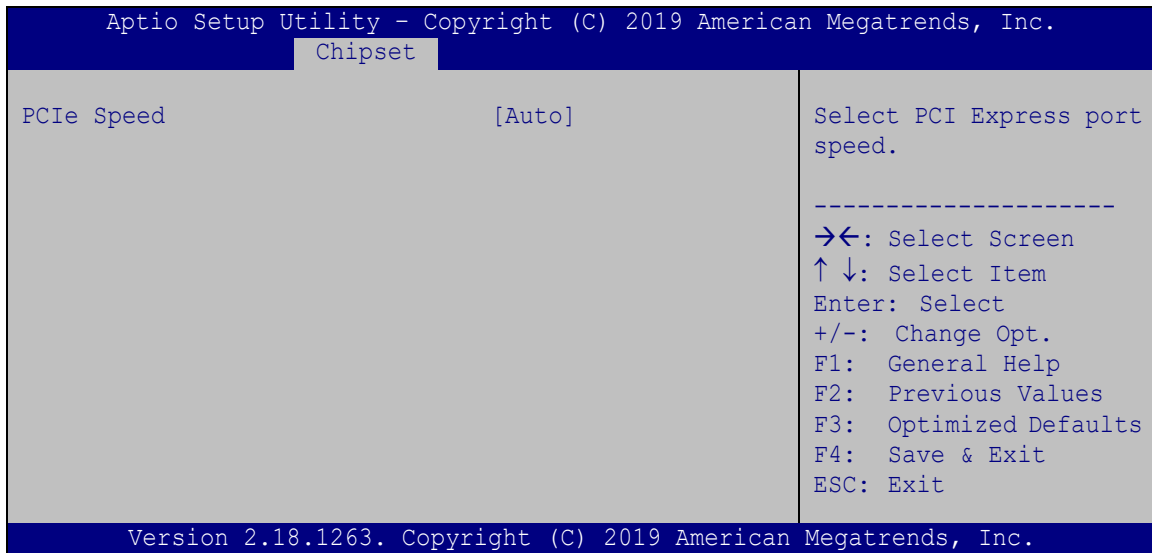 Aptio Setup Utility – Copyright (C) 2019 American Megatrends, Inc.
Chipset
PCIe Speed [Auto]
Select PCI Express port
speed.
---------------------
→←: Select Screen
↑ ↓: Select Item
Enter: Select
+/-: Change Opt.
F1: General Help
F2: Previous Values
F3: Optimized Defaults
F4: Save & Exit
ESC: Exit
Version 2.18.1263. Copyright (C) 2019 American Megatrends, Inc.